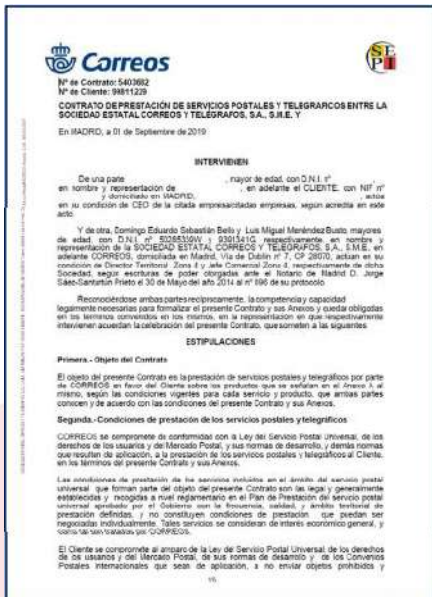 Correos
SEPI
Nº de Contrato: 5403682
Nº de Cliente: 99811229
CONTRATO DE PRESTACIÓN DE SERVICIOS POSTALES Y TELEGRÁFICOS ENTRE LA
SOCIEDAD ESTATAL CORREOS Y TELÉGRAFOS, S.A., S.M.E. Y
En MADRID, a 01 de Septiembre de 2019
INTERVIENEN
De una parte , mayor de edad, con D.N.I. nº
en nombre y representación de , en adelante el CLIENTE, con NIF nº
y domiciliado en MADRID, , actúa
en su condición de CEO de la citada empresa/citadas empresas, según acredita en este
acto.
Y de otra, Domingo Eduardo Sebastián Bello y Luis Miguel Menéndez Busto, mayores
de edad, con D.N.I. nº y respectivamente, en nombre y
representación de la SOCIEDAD ESTATAL CORREOS Y TELÉGRAFOS, S.A., S.M.E, en
adelante CORREOS, domiciliada en Madrid, Vía de Dublín nº 7, CP 28070, actúan en su
condición de Director Territorial Zona 4 y Jefe Comercial Zona 4, respectivamente de dicha
Sociedad, según escrituras de poder otorgadas ante el Notario de Madrid D. Jorge
Sáez-Santurtún Prieto el 30 de Mayo del año 2014 al nº 896 de su protocolo
Reconociéndose ambas partes recíprocamente, la competencia y capacidad
legalmente necesarias para formalizar el presente Contrato y sus Anexos y quedar obligadas
en los términos convenidos en los mismos, en la representación en que respectivamente
intervienen acuerdan la celebración del presente Contrato, que someten a las siguientes
ESTIPULACIONES
Primera.- Objeto del Contrato
El objeto del presente Contrato es la prestación de servicios postales y telegráficos por parte
de CORREOS en favor del Cliente sobre los productos que se señalan en el Anexo A al
mismo, según las condiciones vigentes para cada servicio y producto, que ambas partes
conocen y de acuerdo con las condiciones del presente Contrato y sus Anexos.
Segunda.- Condiciones de prestación de los servicios postales y telegráficos
CORREOS se compromete de conformidad con la Ley del Servicio Postal Universal, de los
derechos de los usuarios y del Mercado Postal, y sus normas de desarrollo, y demás normas
que resulten de aplicación, a la prestación de los servicios postales y telegráficos al Cliente,
en los términos del presente Contrato y sus Anexos.
Las condiciones de prestación de los servicios incluidos en el ámbito del servicio postal
universal que forman parte del objeto del presente Contrato son las legal y generalmente
establecidas y recogidas a nivel reglamentario en el Plan de Prestación del servicio postal
universal aprobado por el Gobierno con la frecuencia, calidad, y ámbito territorial de
prestación definidas, y no constituyen condiciones de prestación que puedan ser
negociadas individualmente. Tales servicios se consideran de interés económico general, y
como tal son tratados por CORREOS.
El Cliente se compromete al amparo de la Ley del Servicio Postal Universal, de los derechos
de los usuarios y del Mercado Postal, de sus normas de desarrollo y de los Convenios
Postales Internacionales que sean de aplicación, a no enviar objetos prohibidos y